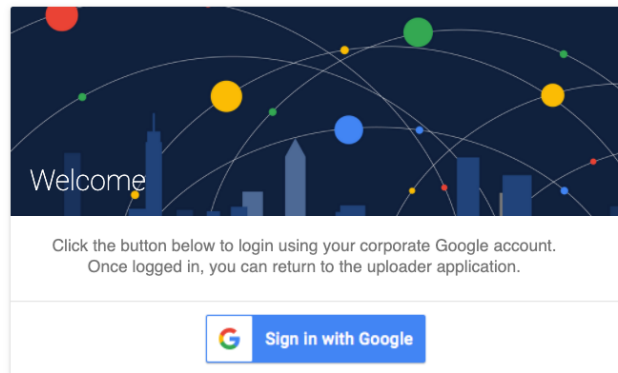 Welcome
Click the button below to login using your corporate Google account.
Once logged in, you can return to the uploader application.
Sign in with Google